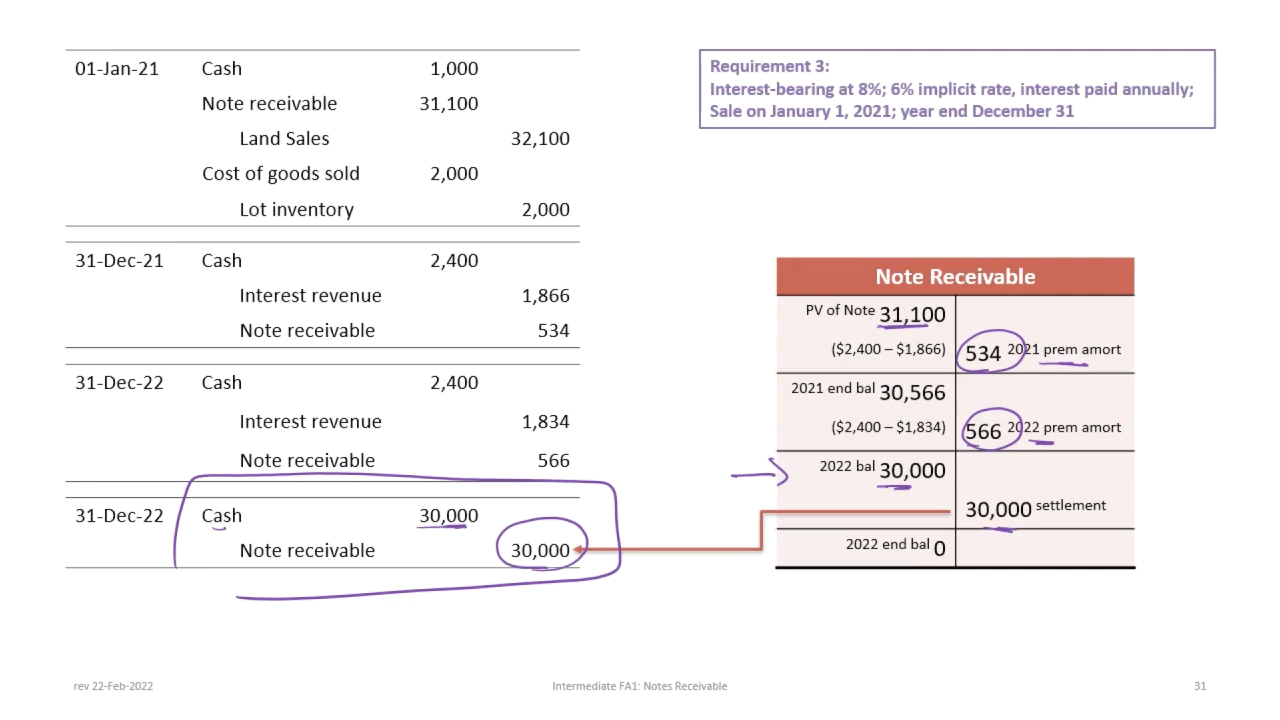 01-Jan-21 Cash 1,000
Note receivable 31,100
Land Sales 32,100
Cost of goods sold 2,000
Lot inventory 2,000
31-Dec-21 Cash 2,400
Interest revenue 1,866
Note receivable 534
31-Dec-22 Cash 2,400
Interest revenue 1,834
Note receivable 566
31-Dec-22 Cash 30,000
Note receivable 30,000
Requirement 3:
Interest-bearing at 8%; 6% implicit rate, interest paid annually;
Sale on January 1, 2021; year end December 31
Note Receivable
PV of Note 31,100
($2,400 – $1,866) 534 2021 prem amort
2021 end bal 30,566
($2,400 – $1,834) 566 2022 prem amort
2022 bal 30,000
30,000 settlement
2022 end bal 0
rev 22-Feb-2022 Intermediate FA1: Notes Receivable 31